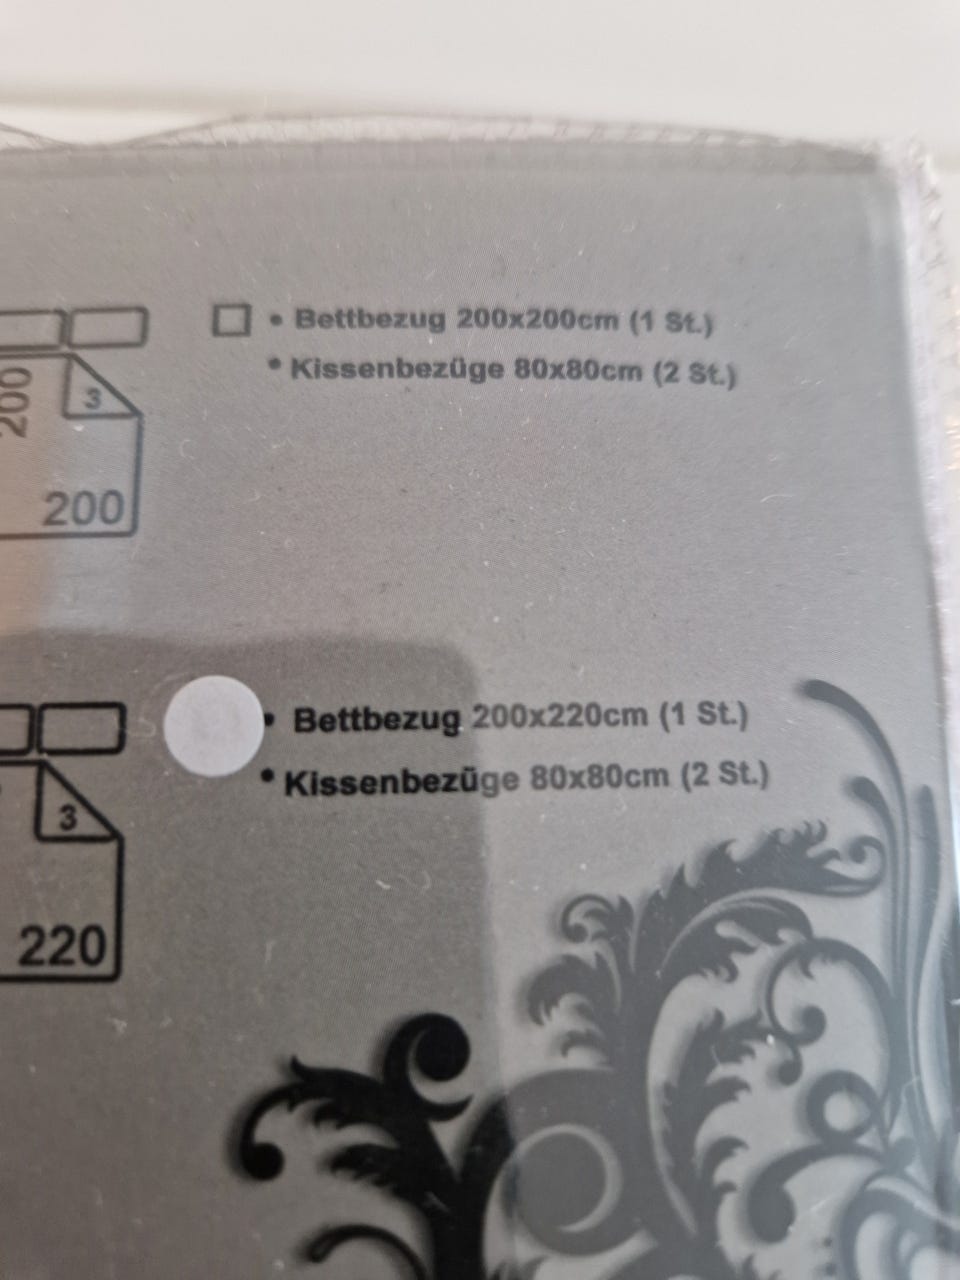 • Bettbezug 200x200cm (1 St.)
• Kissenbezüge 80x80cm (2 St.)
200
3
200
• Bettbezug 200x220cm (1 St.)
• Kissenbezüge 80x80cm (2 St.)
3
220